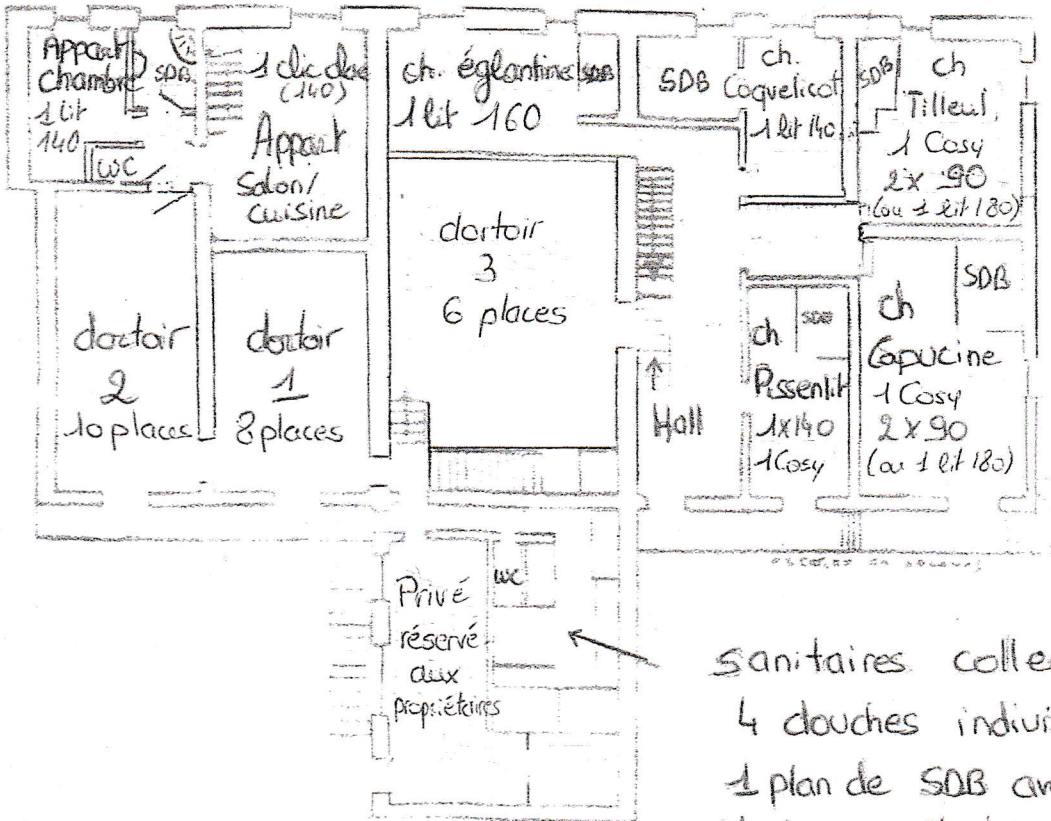 Appart
chambre
1 lit
140
SDB
WC
1 clic clac
(140)
Appart
Salon/
cuisine
ch. églantine
1 lit 160
SDB
SDB
ch.
Coquelicot
1 lit 140
SDB
ch
Tilleul
1 Cosy
2 x 90
(ou 1 lit 180)
dortoir
2
10 places
dortoir
1
8 places
dortoir
3
6 places
Hall
ch.
SDB
Pissenlit
1x140
1 Cosy
ch
SDB
Capucine
1 Cosy
2 x 90
(ou 1 lit 180)
Privé
réservé
aux
propriétaires
WC
sanitaires
4 douches
1 plan de SDB